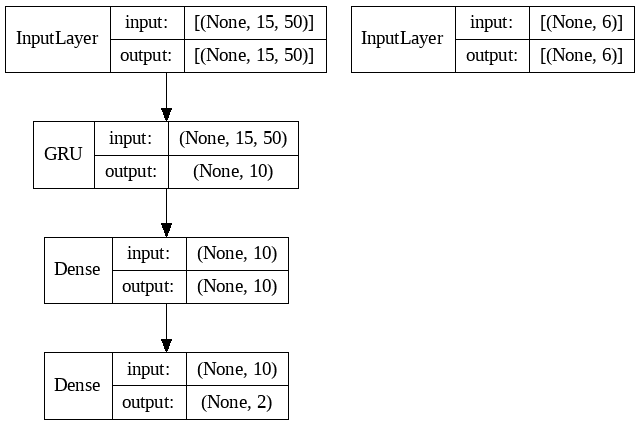 InputLayer input: [(None, 15, 50)]
output: [(None, 15, 50)]
InputLayer input: [(None, 6)]
output: [(None, 6)]
GRU input: (None, 15, 50)
output: (None, 10)
Dense input: (None, 10)
output: (None, 10)
Dense input: (None, 10)
output: (None, 2)